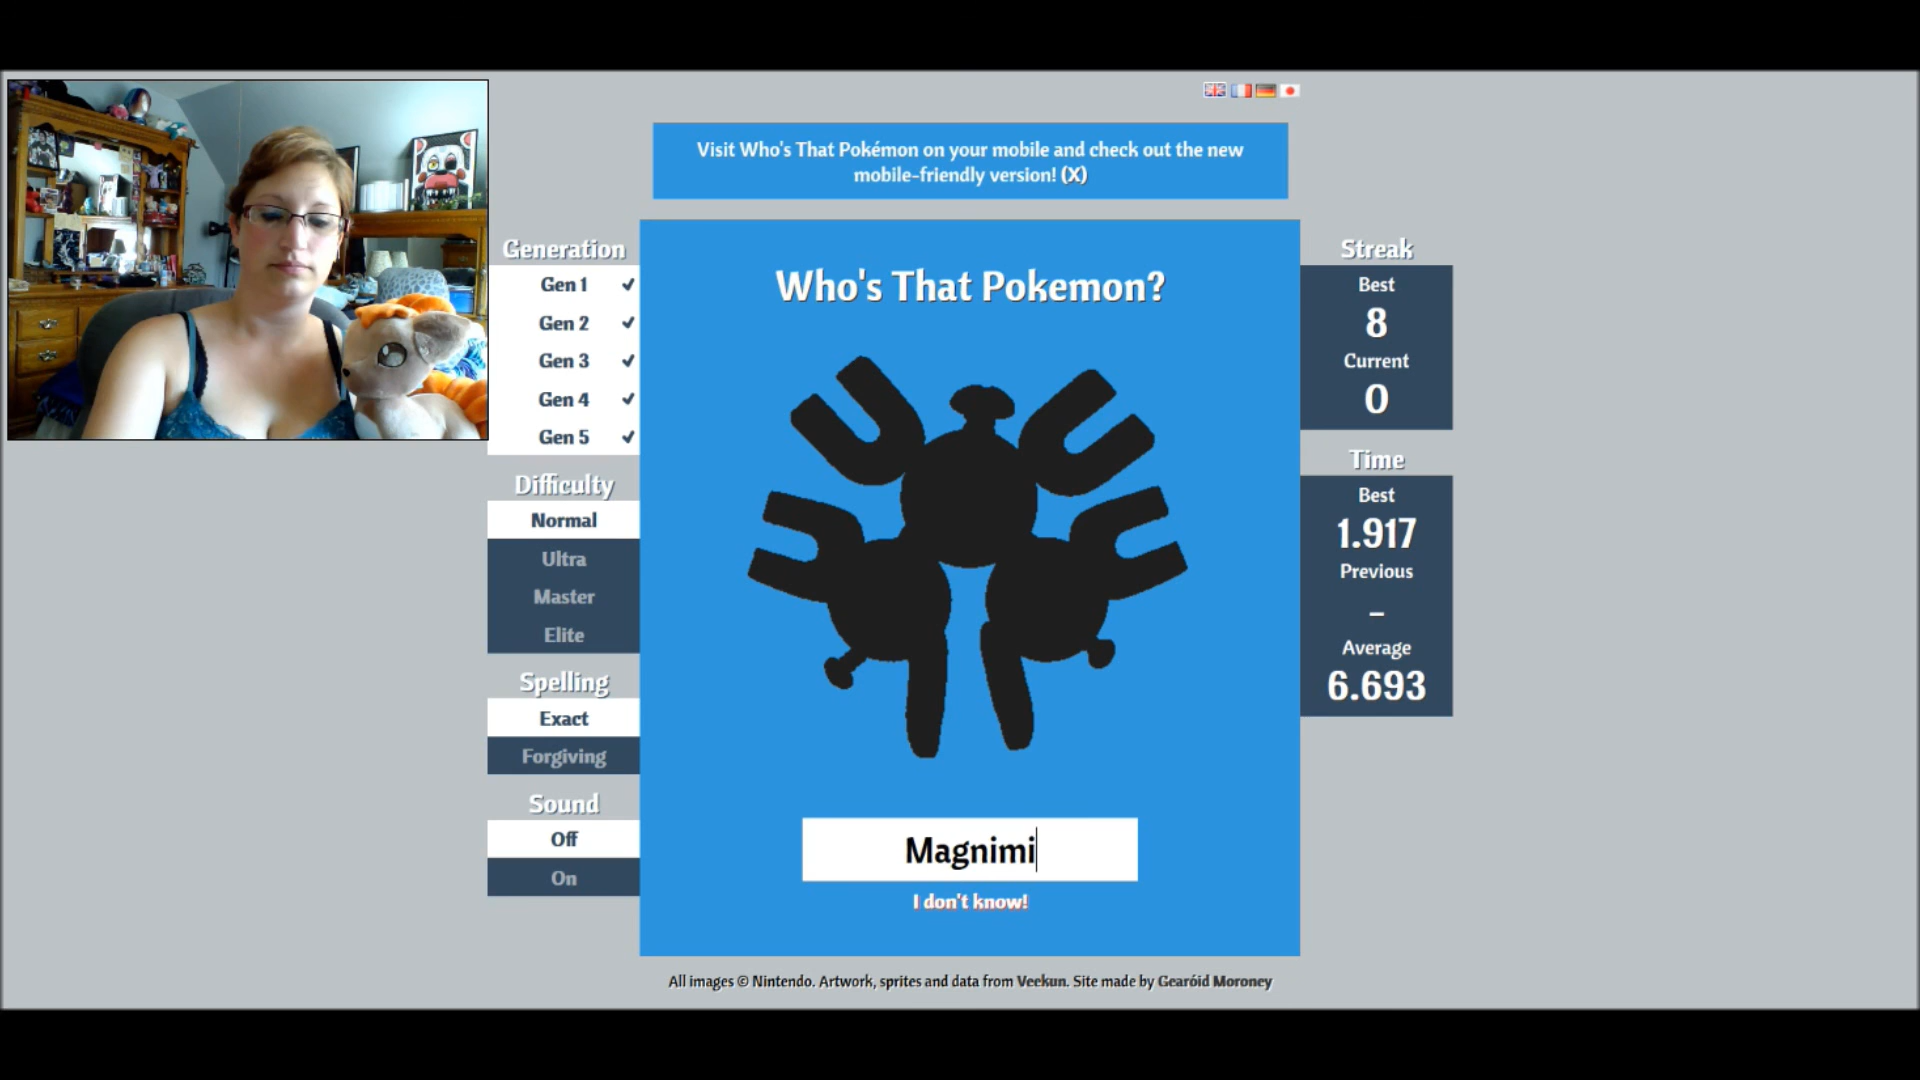 Visit Who's That Pokémon on your mobile and check out the new
mobile-friendly version! (X)
Generation
Gen 1 ✔
Gen 2 ✔
Gen 3 ✔
Gen 4 ✔
Gen 5 ✔
Difficulty
Normal
Ultra
Master
Elite
Spelling
Exact
Forgiving
Sound
Off
On
Who's That Pokemon?
Magnimi
I don't know!
Streak
Best
8
Current
0
Time
Best
1.917
Previous
–
Average
6.693
All images © Nintendo. Artwork, sprites and data from Veekun. Site made by Gearóid Moroney